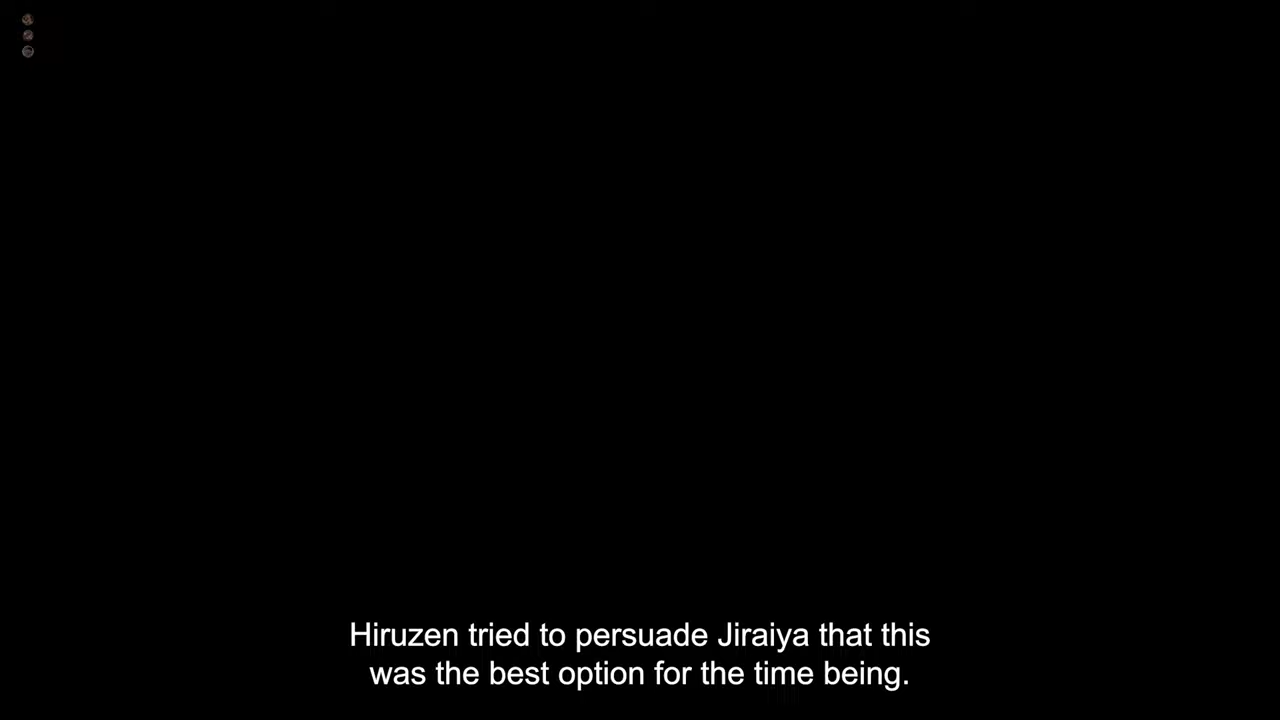 Hiruzen tried to persuade Jiraiya that this
was the best option for the time being.